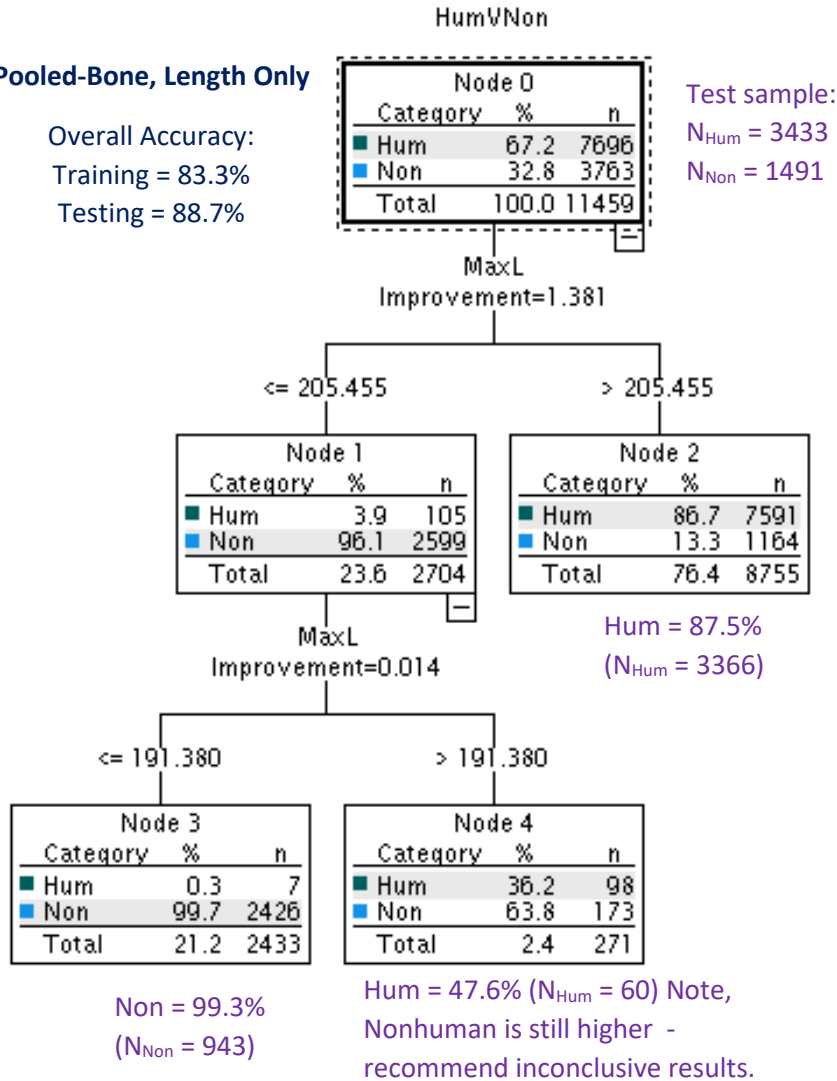 HumVNon
Pooled-Bone, Length Only
Overall Accuracy:
Training = 83.3%
Testing = 88.7%
Node 0
Category % n
Hum 67.2 7696
Non 32.8 3763
Total 100.0 11459
Test sample:
NHum = 3433
NNon = 1491
MaxL
Improvement=1.381
<= 205.455
> 205.455
Node 1
Category % n
Hum 3.9 105
Non 96.1 2599
Total 23.6 2704
Node 2
Category % n
Hum 86.7 7591
Non 13.3 1164
Total 76.4 8755
Hum = 87.5%
(NHum = 3366)
MaxL
Improvement=0.014
<= 191.380
> 191.380
Node 3
Category % n
Hum 0.3 7
Non 99.7 2426
Total 21.2 2433
Node 4
Category % n
Hum 36.2 98
Non 63.8 173
Total 2.4 271
Non = 99.3%
(NNon = 943)
Hum = 47.6% (NHum = 60) Note,
Nonhuman is still higher -
recommend inconclusive results.